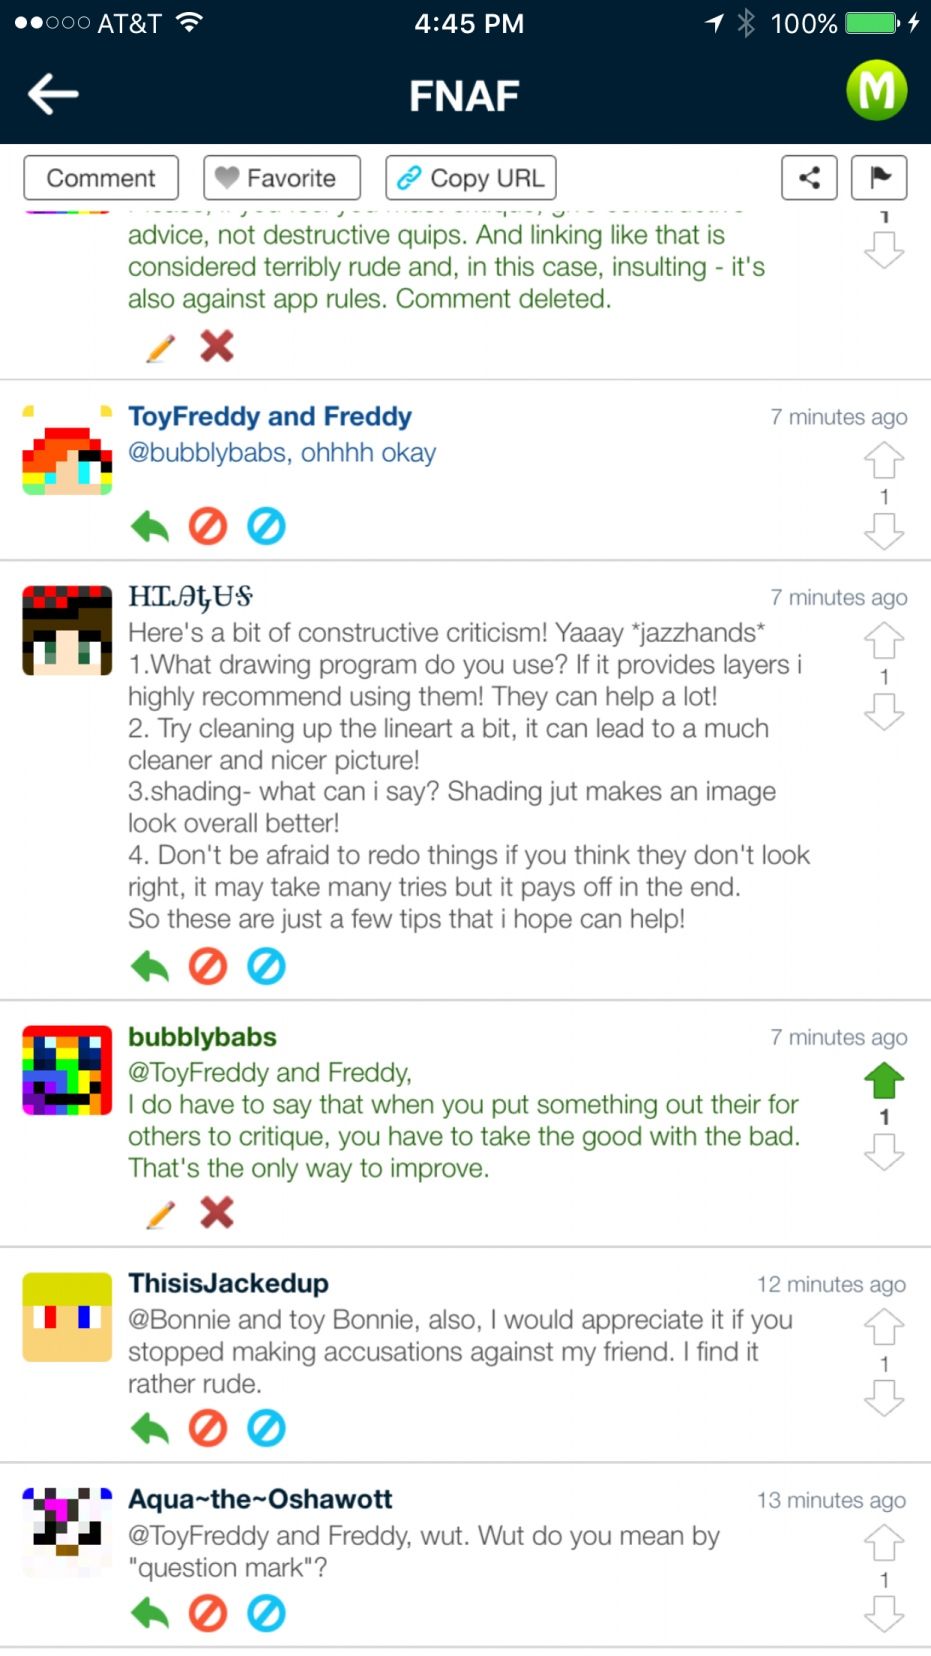 AT&T 4:45 PM 100%
FNAF
M
Comment Favorite Copy URL
advice, not destructive quips. And linking like that is
considered terribly rude and, in this case, insulting - it's
also against app rules. Comment deleted.
1
ToyFreddy and Freddy 7 minutes ago
@bubblybabs, ohhhh okay
1
7 minutes ago
Here's a bit of constructive criticism! Yaaay *jazzhands*
1.What drawing program do you use? If it provides layers i
highly recommend using them! They can help a lot!
1
2. Try cleaning up the lineart a bit, it can lead to a much
cleaner and nicer picture!
3.shading- what can i say? Shading jut makes an image
look overall better!
4. Don't be afraid to redo things if you think they don't look
right, it may take many tries but it pays off in the end.
So these are just a few tips that i hope can help!
bubblybabs 7 minutes ago
@ToyFreddy and Freddy,
I do have to say that when you put something out their for
others to critique, you have to take the good with the bad.
That's the only way to improve.
1
ThisisJackedup 12 minutes ago
@Bonnie and toy Bonnie, also, I would appreciate it if you
stopped making accusations against my friend. I find it
rather rude.
1
Aqua~the~Oshawott 13 minutes ago
@ToyFreddy and Freddy, wut. Wut do you mean by
"question mark"?
1